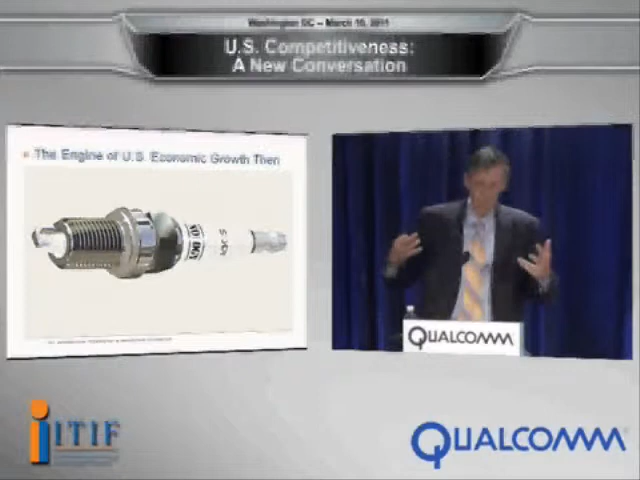 Washington DC – March 10, 2011
U.S. Competitiveness:
A New Conversation
The Engine of U.S. Economic Growth Then
QUALCOMM
ITIF
QUALCOMM